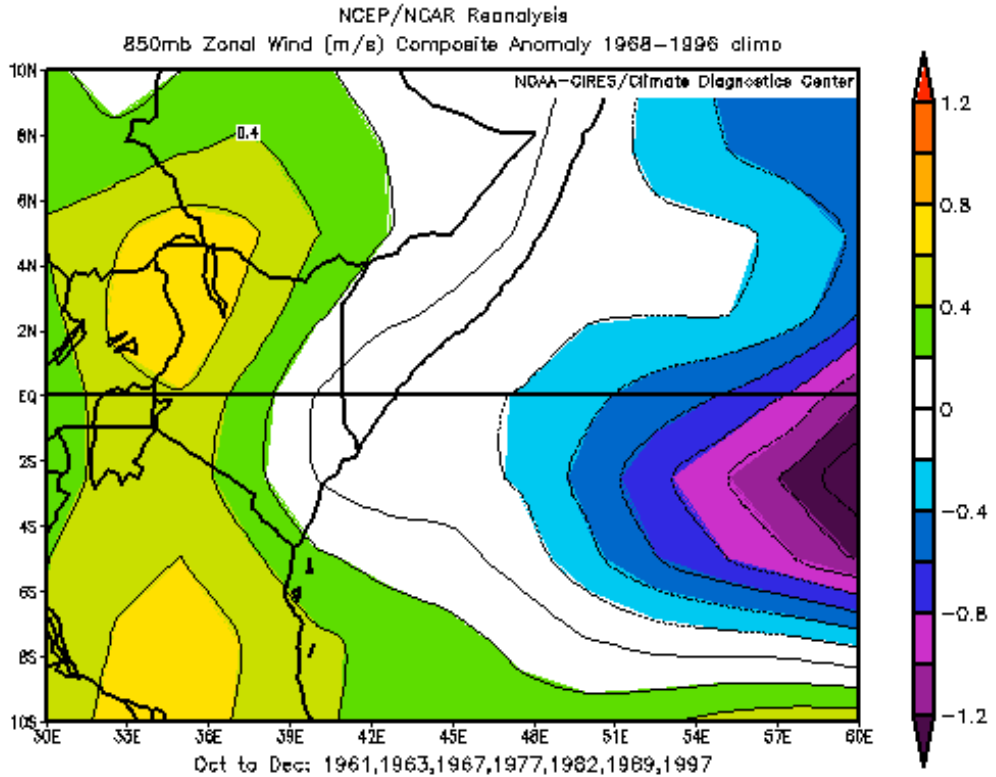 NCEP/NCAR Reanalysis
850mb Zonal Wind (m/s) Composite Anomaly 1968-1996 climo
NOAA-CIRES/Climate Diagnostics Center
10N
8N
6N
4N
2N
EQ
2S
4S
6S
8S
10S
0.4
30E 33E 36E 39E 42E 45E 48E 51E 54E 57E 60E
Oct to Dec: 1961,1963,1967,1977,1982,1989,1997
1.2
0.8
0.4
0
-0.4
-0.8
-1.2